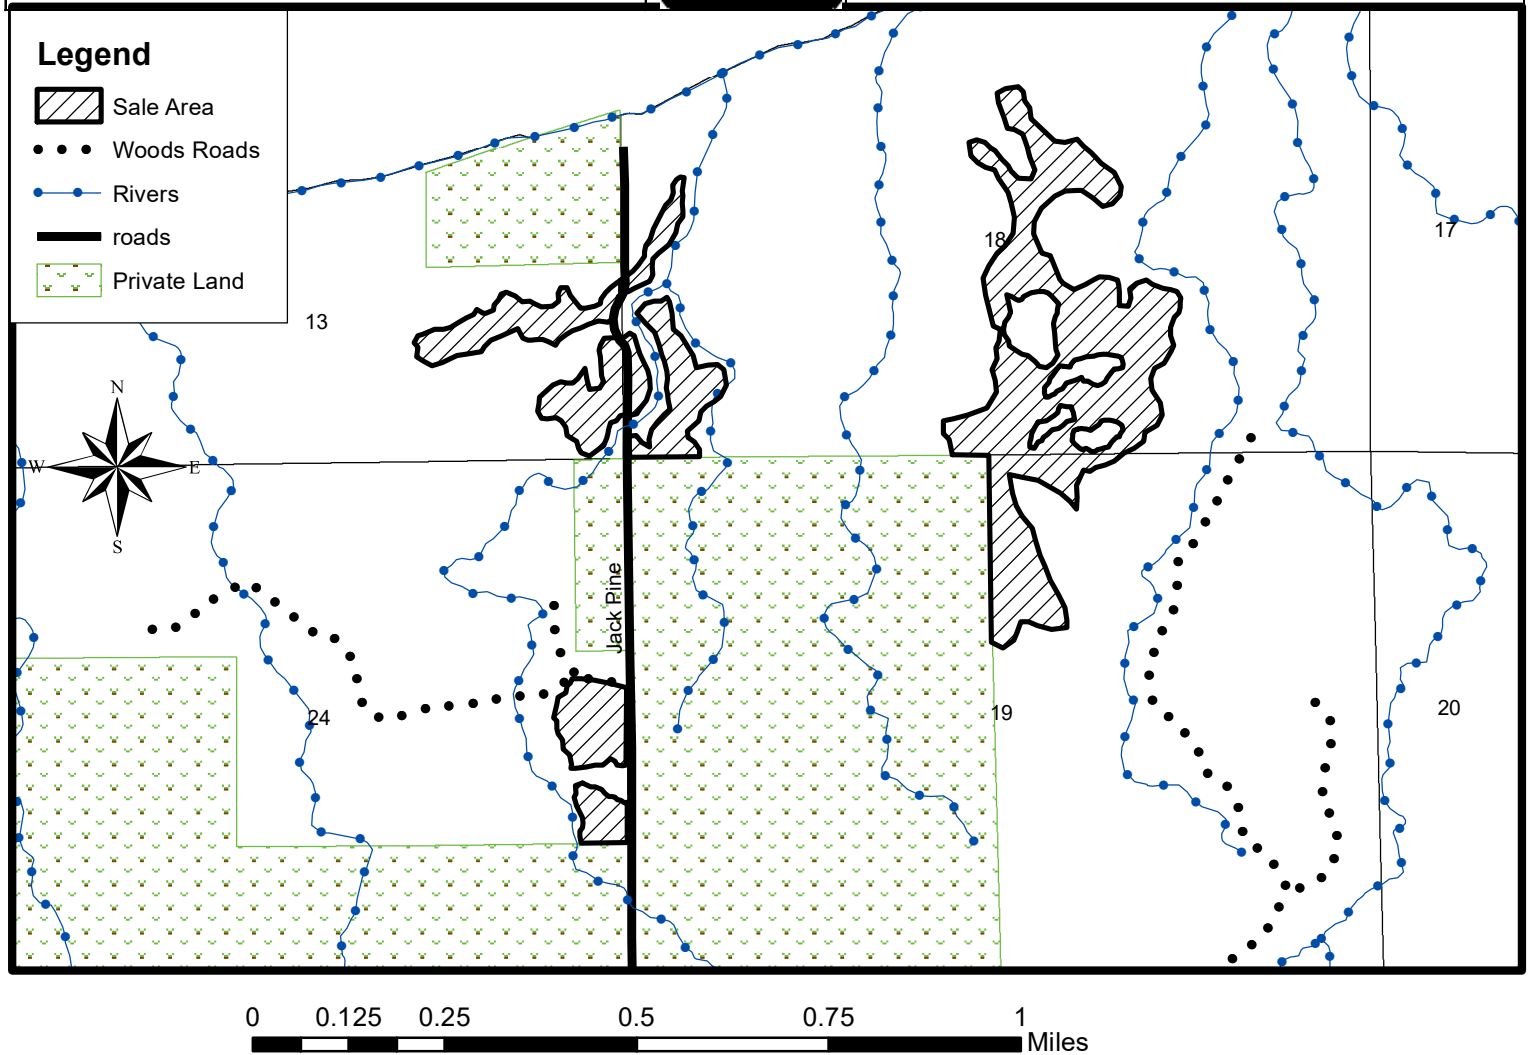 Legend
Sale Area
Woods Roads
Rivers
roads
Private Land
18
17
13
N
W
E
S
Jack Pine
24
19
20
0 0.125 0.25 0.5 0.75 1
Miles